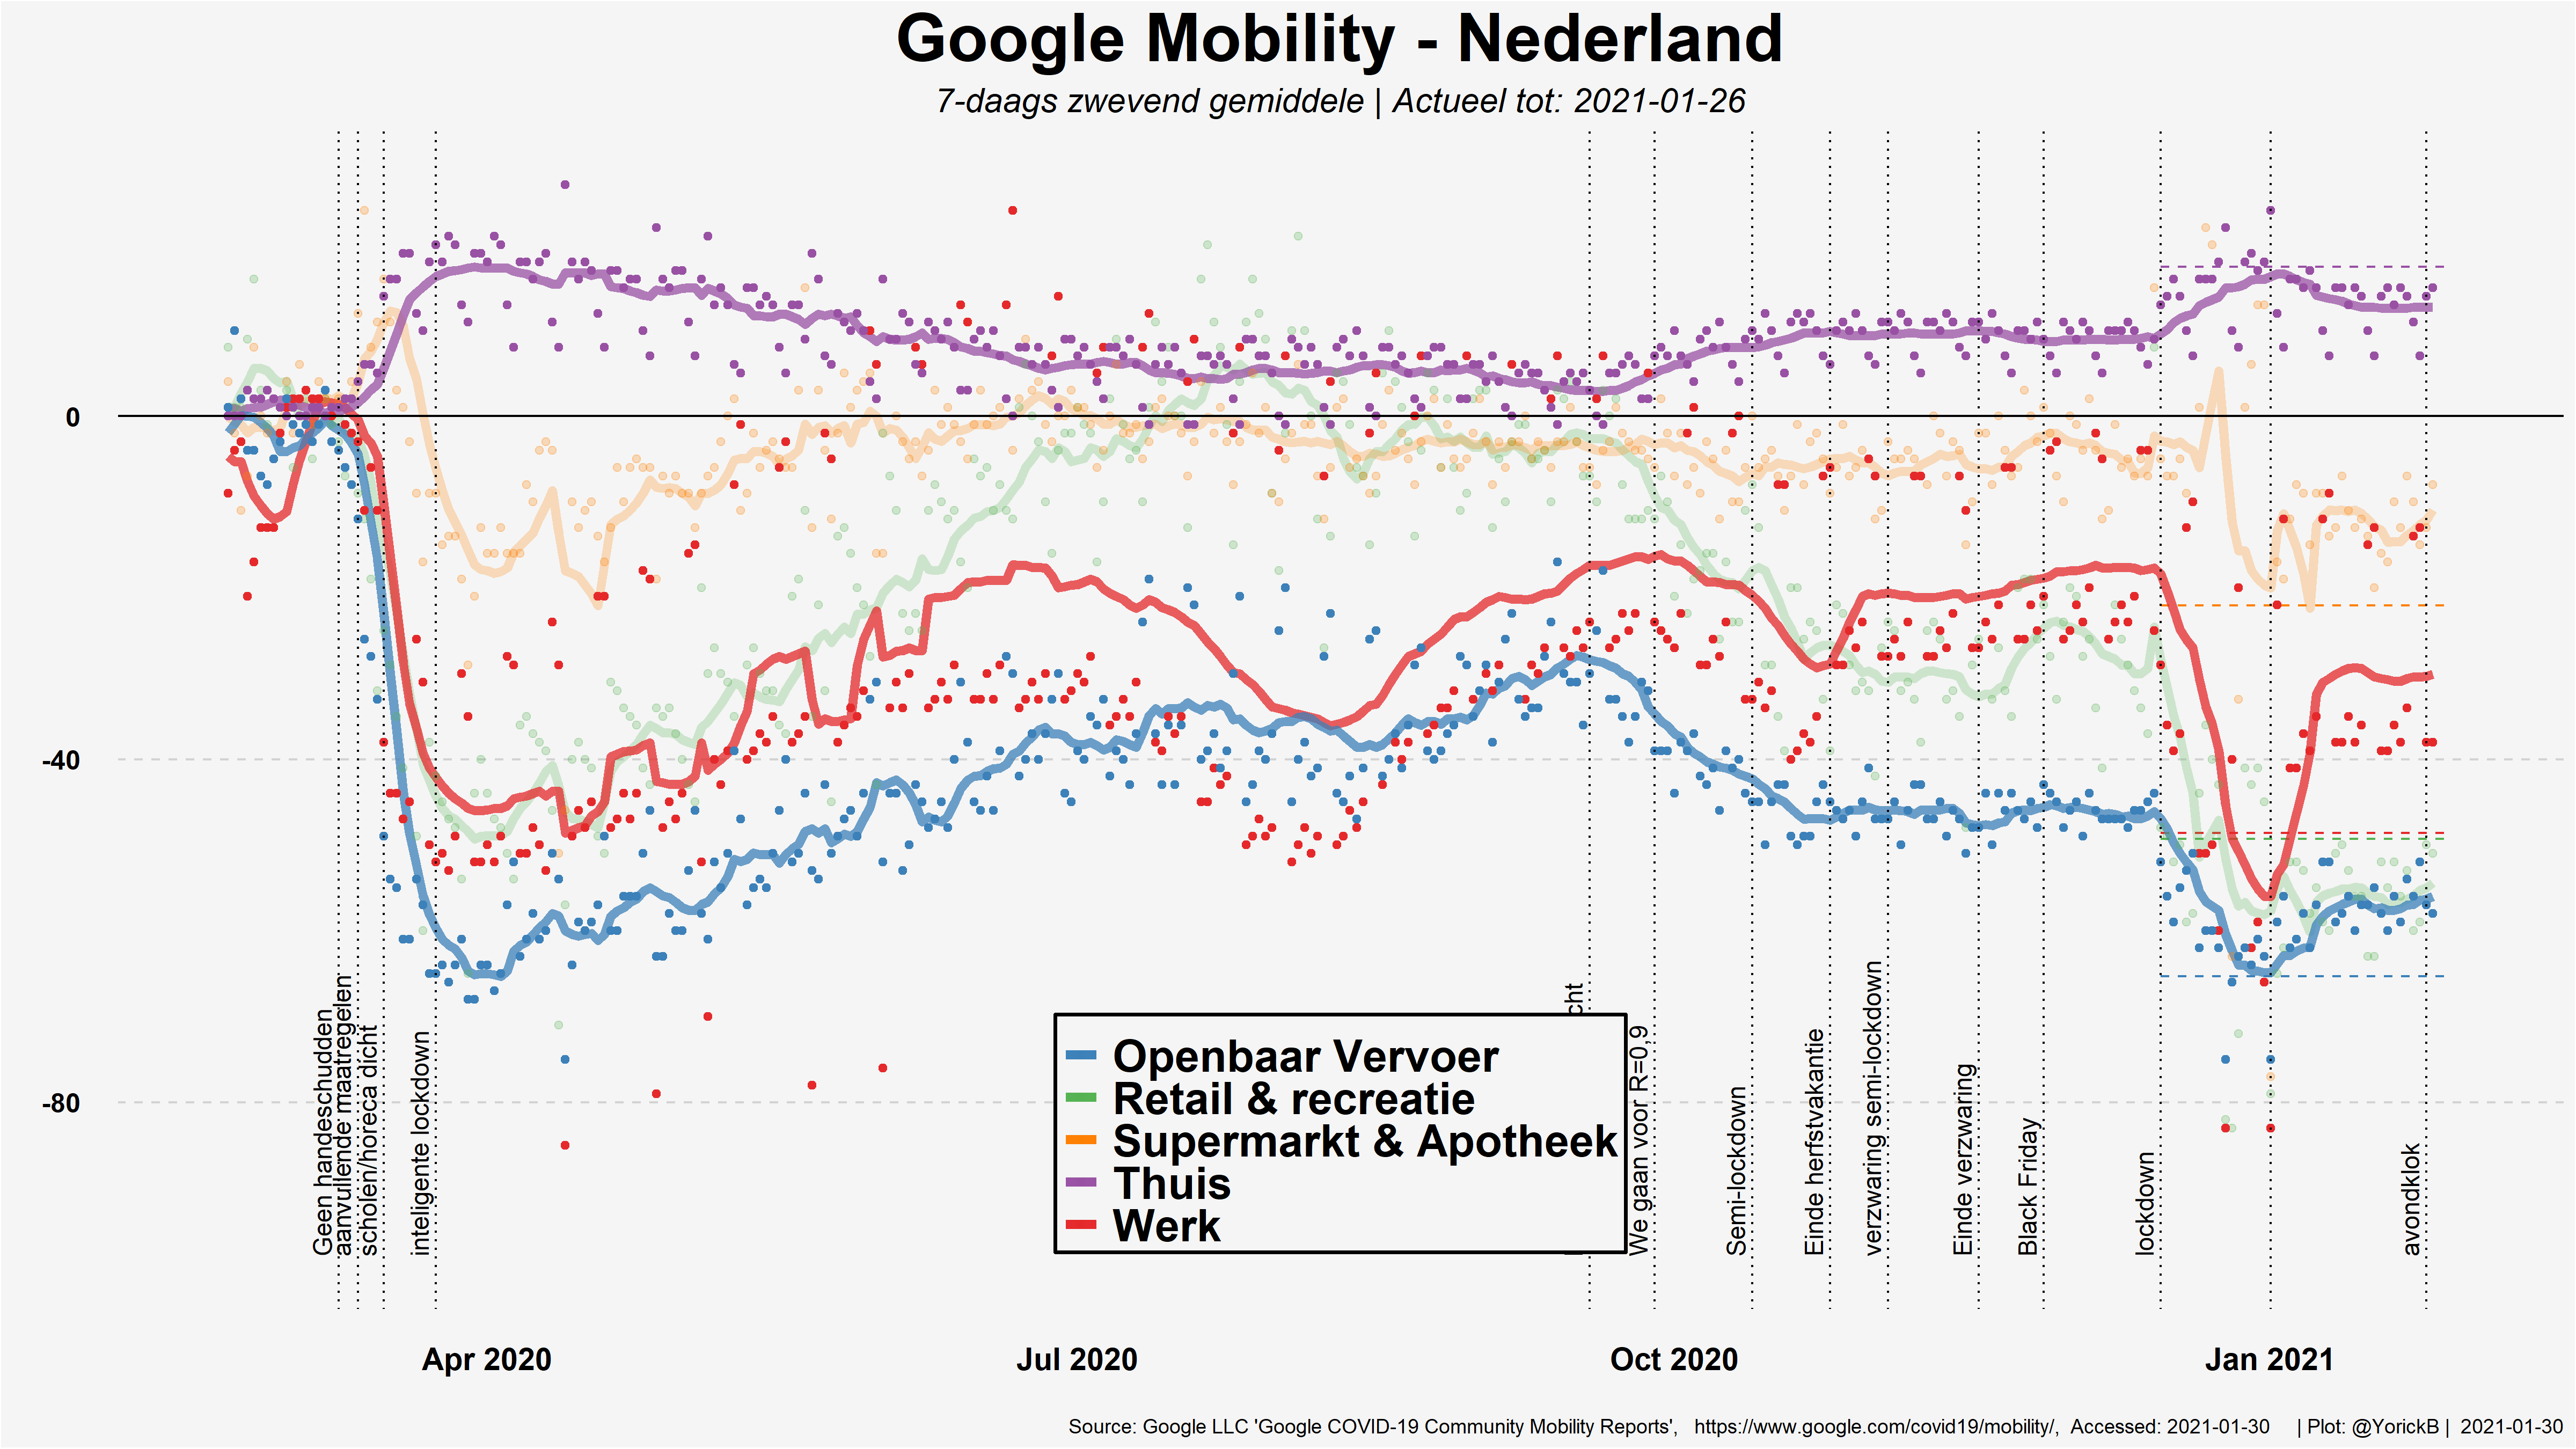 Google Mobility - Nederland
7-daags zwevend gemiddele | Actueel tot: 2021-01-26
0
-40
-80
Geen handeschudden
aanvullende maatregelen
scholen/horeca dicht
inteligente lockdown
We gaan voor R=0,9
Semi-lockdown
Einde herfstvakantie
verzwaring semi-lockdown
Einde verzwaring
Black Friday
lockdown
avondklok
Openbaar Vervoer
Retail & recreatie
Supermarkt & Apotheek
Thuis
Werk
Apr 2020
Jul 2020
Oct 2020
Jan 2021
Source: Google LLC 'Google COVID-19 Community Mobility Reports', https://www.google.com/covid19/mobility/, Accessed: 2021-01-30 | Plot: @YorickB | 2021-01-30